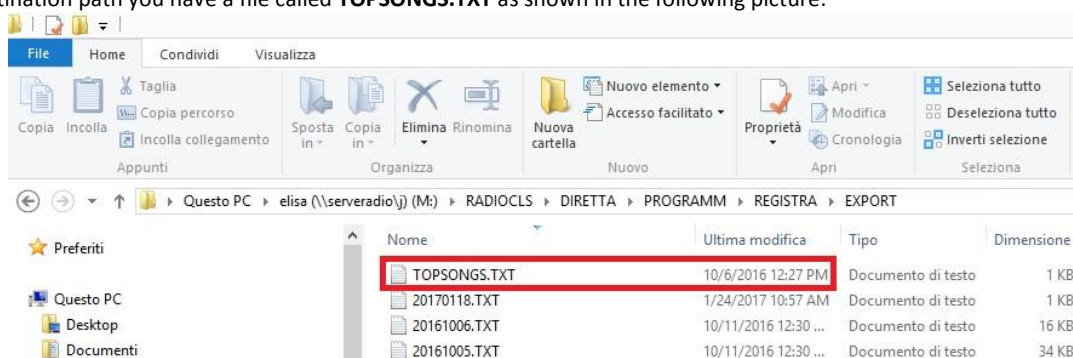 tination path you have a file called TOPSONGS.TXT as shown in the following picture:
File Home Condividi Visualizza
Copia
Incolla
Taglia
Copia percorso
Incolla collegamento
Appunti
Sposta in
Copia in
Elimina
Rinomina
Organizza
Nuova cartella
Nuovo elemento
Accesso facilitato
Nuovo
Proprietà
Apri
Modifica
Cronologia
Apri
Seleziona tutto
Deseleziona tutto
Inverti selezione
Seleziona
Questo PC elisa (\\serveradio\j) (M:) RADIOCLS DIRETTA PROGRAMM REGISTRA EXPORT
Preferiti
Questo PC
Desktop
Documenti
Nome Ultima modifica Tipo Dimensione
TOPSONGS.TXT 10/6/2016 12:27 PM Documento di testo 1 KB
20170118.TXT 1/24/2017 10:57 AM Documento di testo 1 KB
20161006.TXT 10/11/2016 12:30 ... Documento di testo 16 KB
20161005.TXT 10/11/2016 12:30 ... Documento di testo 34 KB